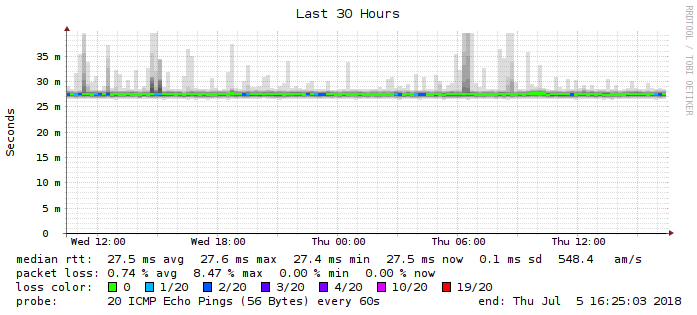 Last 30 Hours
RRDTOOL / TOBI OETIKER
Seconds
35 m
30 m
25 m
20 m
15 m
10 m
5 m
0
Wed 12:00 Wed 18:00 Thu 00:00 Thu 06:00 Thu 12:00
median rtt: 27.5 ms avg 27.6 ms max 27.4 ms min 27.5 ms now 0.1 ms sd 548.4 am/s
packet loss: 0.74 % avg 8.47 % max 0.00 % min 0.00 % now
loss color: 0 1/20 2/20 3/20 4/20 10/20 19/20
probe: 20 ICMP Echo Pings (56 Bytes) every 60s end: Thu Jul 5 16:25:03 2018